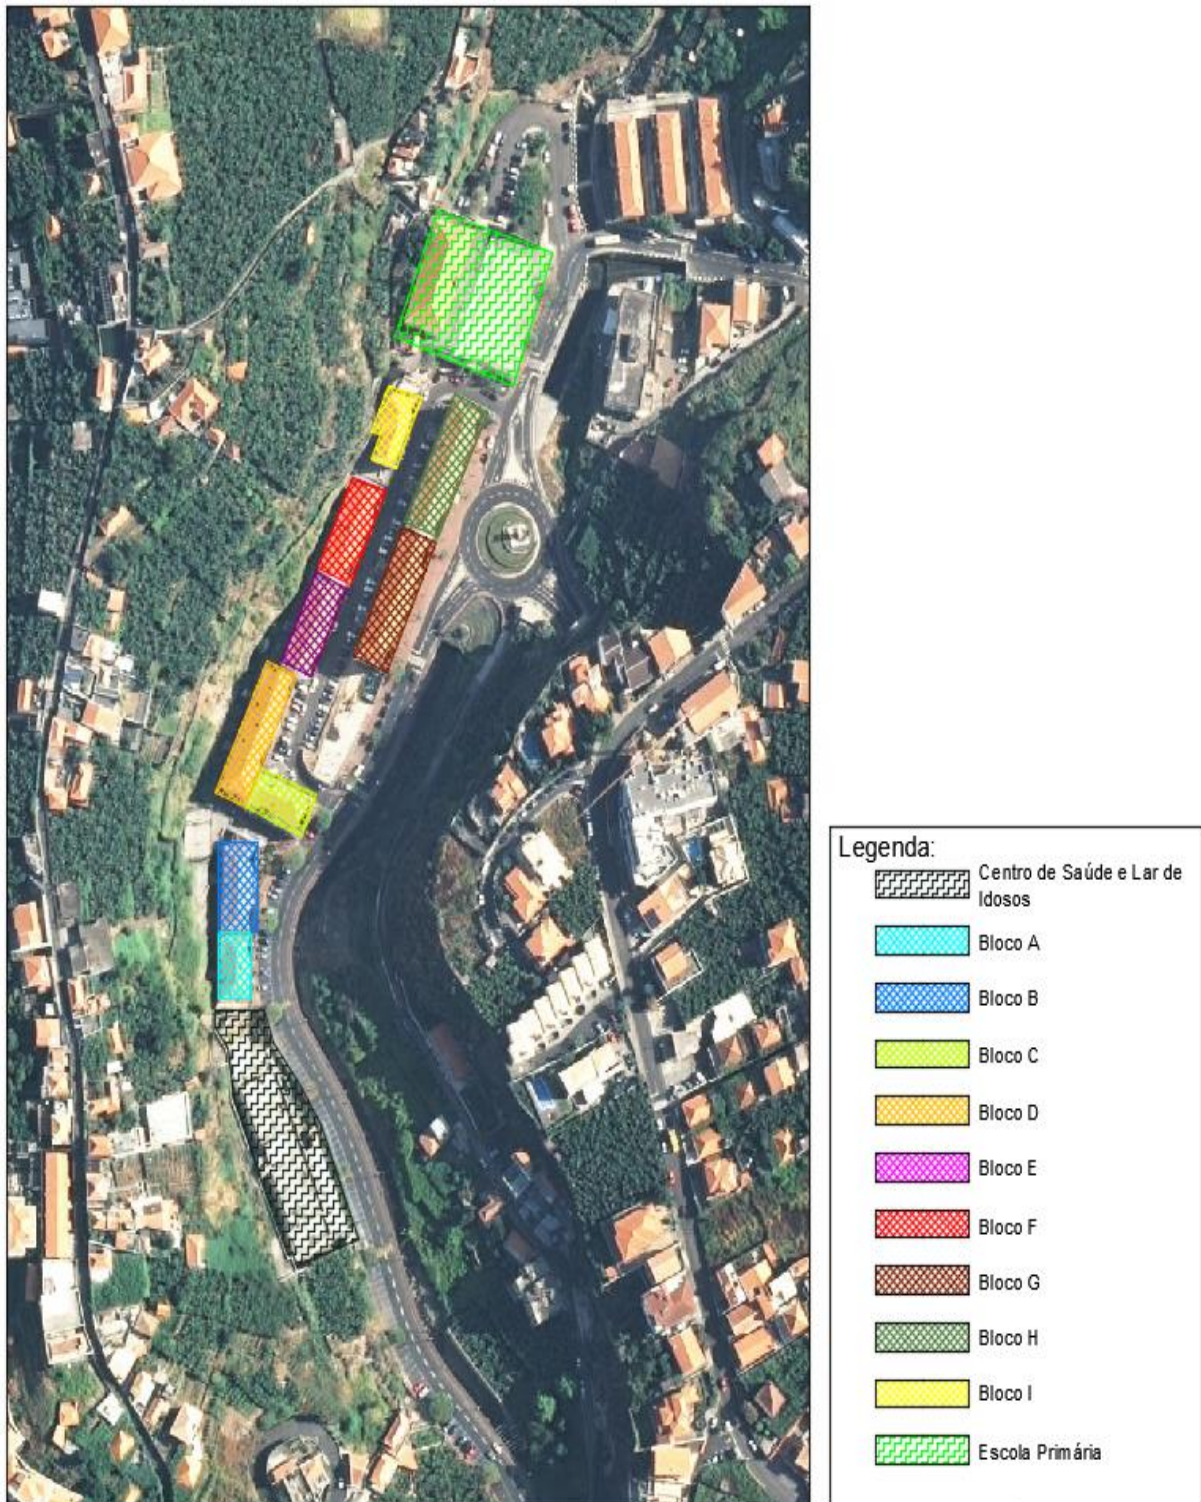 Legenda:
Centro de Saúde e Lar de
Idosos
Bloco A
Bloco B
Bloco C
Bloco D
Bloco E
Bloco F
Bloco G
Bloco H
Bloco I
Escola Primária